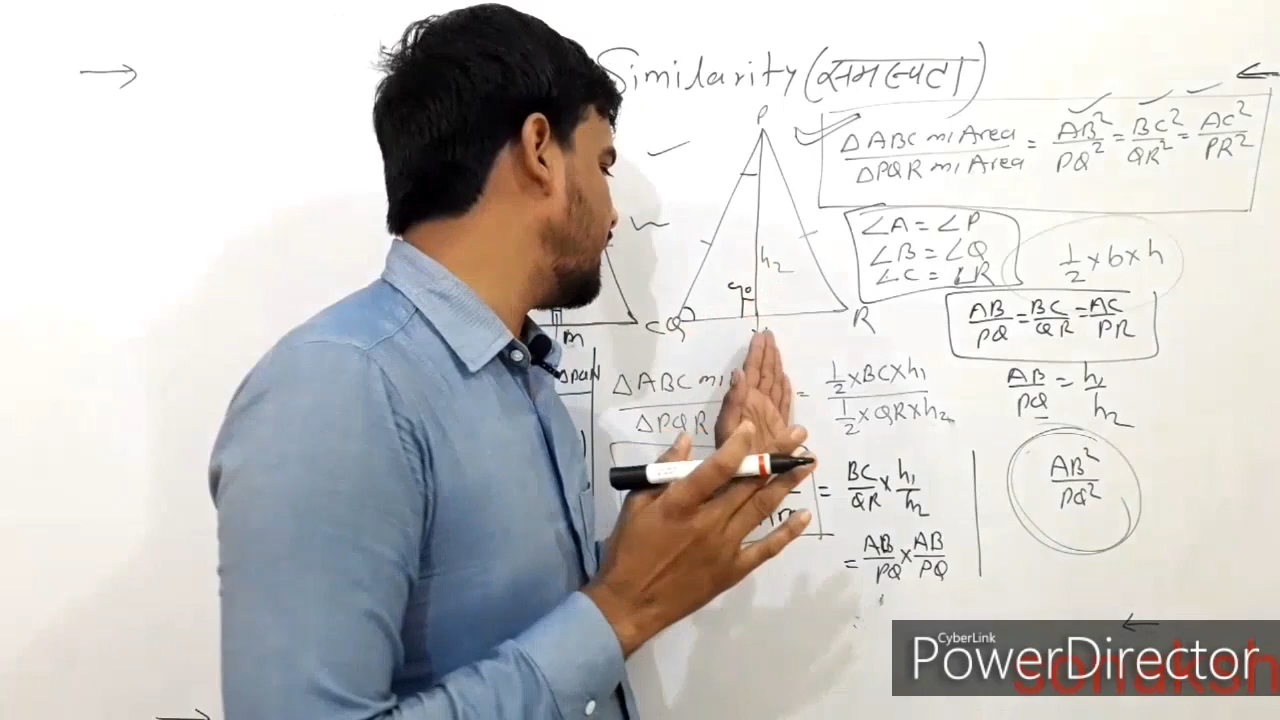 Similarity (समरूपता)
P
ΔABC का Area / ΔPQR का Area = AB²/PQ² = BC²/QR² = AC²/PR²
∠A = ∠P
∠B = ∠Q
∠C = ∠R
1/2 × b × h
h₂
90°
C Q R
m
AB/PQ = BC/QR = AC/PR
ΔPQN
ΔABC
ΔPQR
= 1/2 × BC × h₁ / 1/2 × QR × h₂
AB/PQ = h₁/h₂
= BC/QR × h₁/h₂
AB²/PQ²
= AB/PQ × AB/PQ
CyberLink
PowerDirector
sonaksh